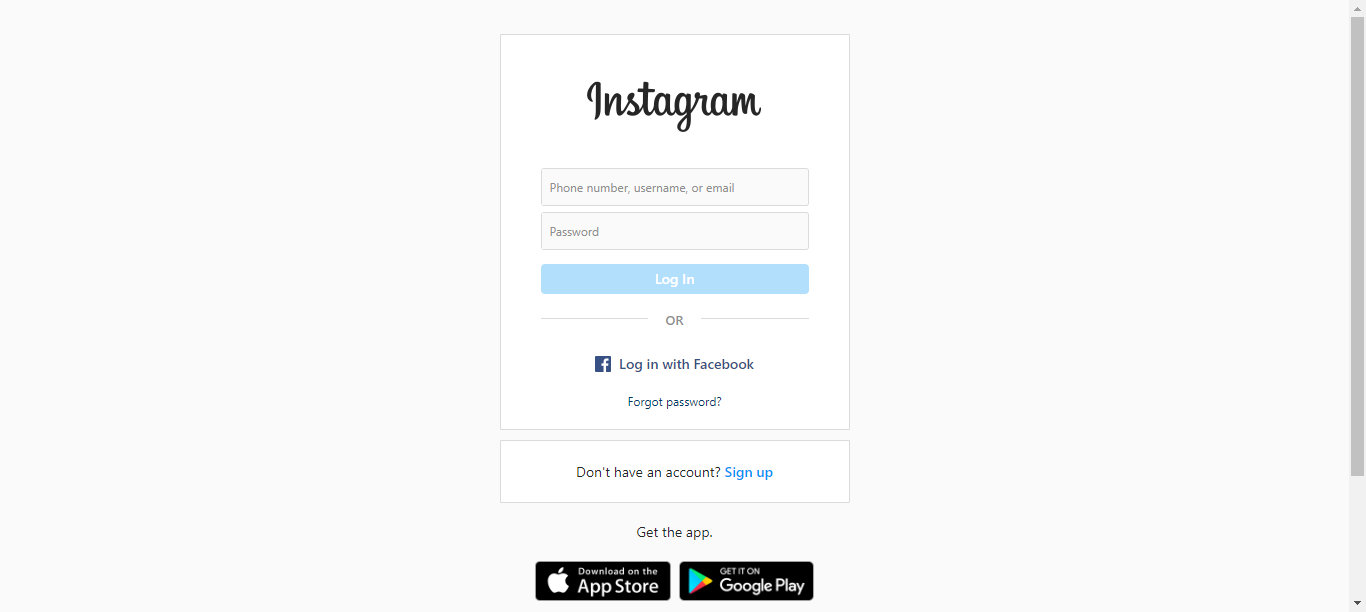 Instagram
Phone number, username, or email
Password
Log In
OR
Log in with Facebook
Forgot password?
Don't have an account? Sign up
Get the app.
Download on the
App Store
GET IT ON
Google Play